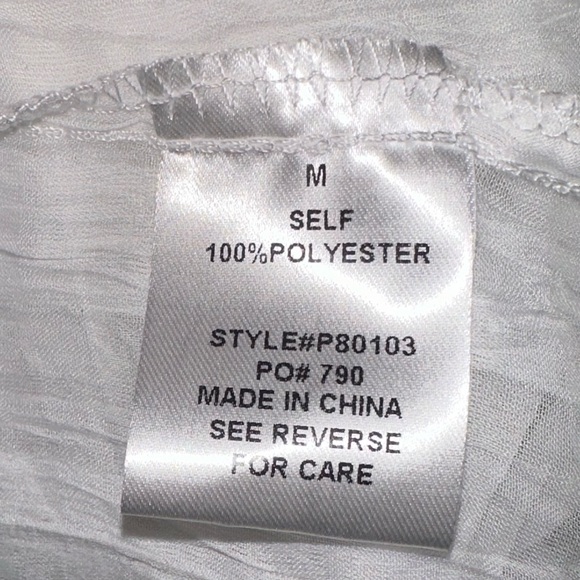 M
SELF
100%POLYESTER
STYLE#P80103
PO# 790
MADE IN CHINA
SEE REVERSE
FOR CARE